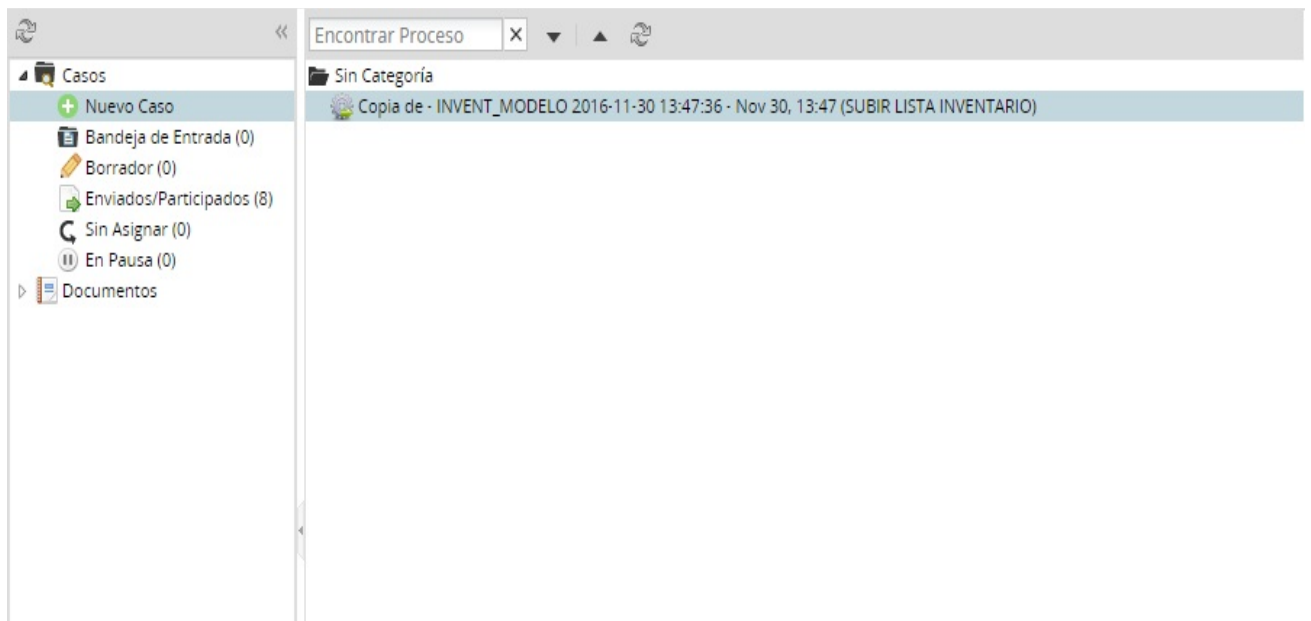 Encontrar Proceso
Casos
Nuevo Caso
Bandeja de Entrada (0)
Borrador (0)
Enviados/Participados (8)
Sin Asignar (0)
En Pausa (0)
Documentos
Sin Categoría
Copia de - INVENT_MODELO 2016-11-30 13:47:36 - Nov 30, 13:47 (SUBIR LISTA INVENTARIO)